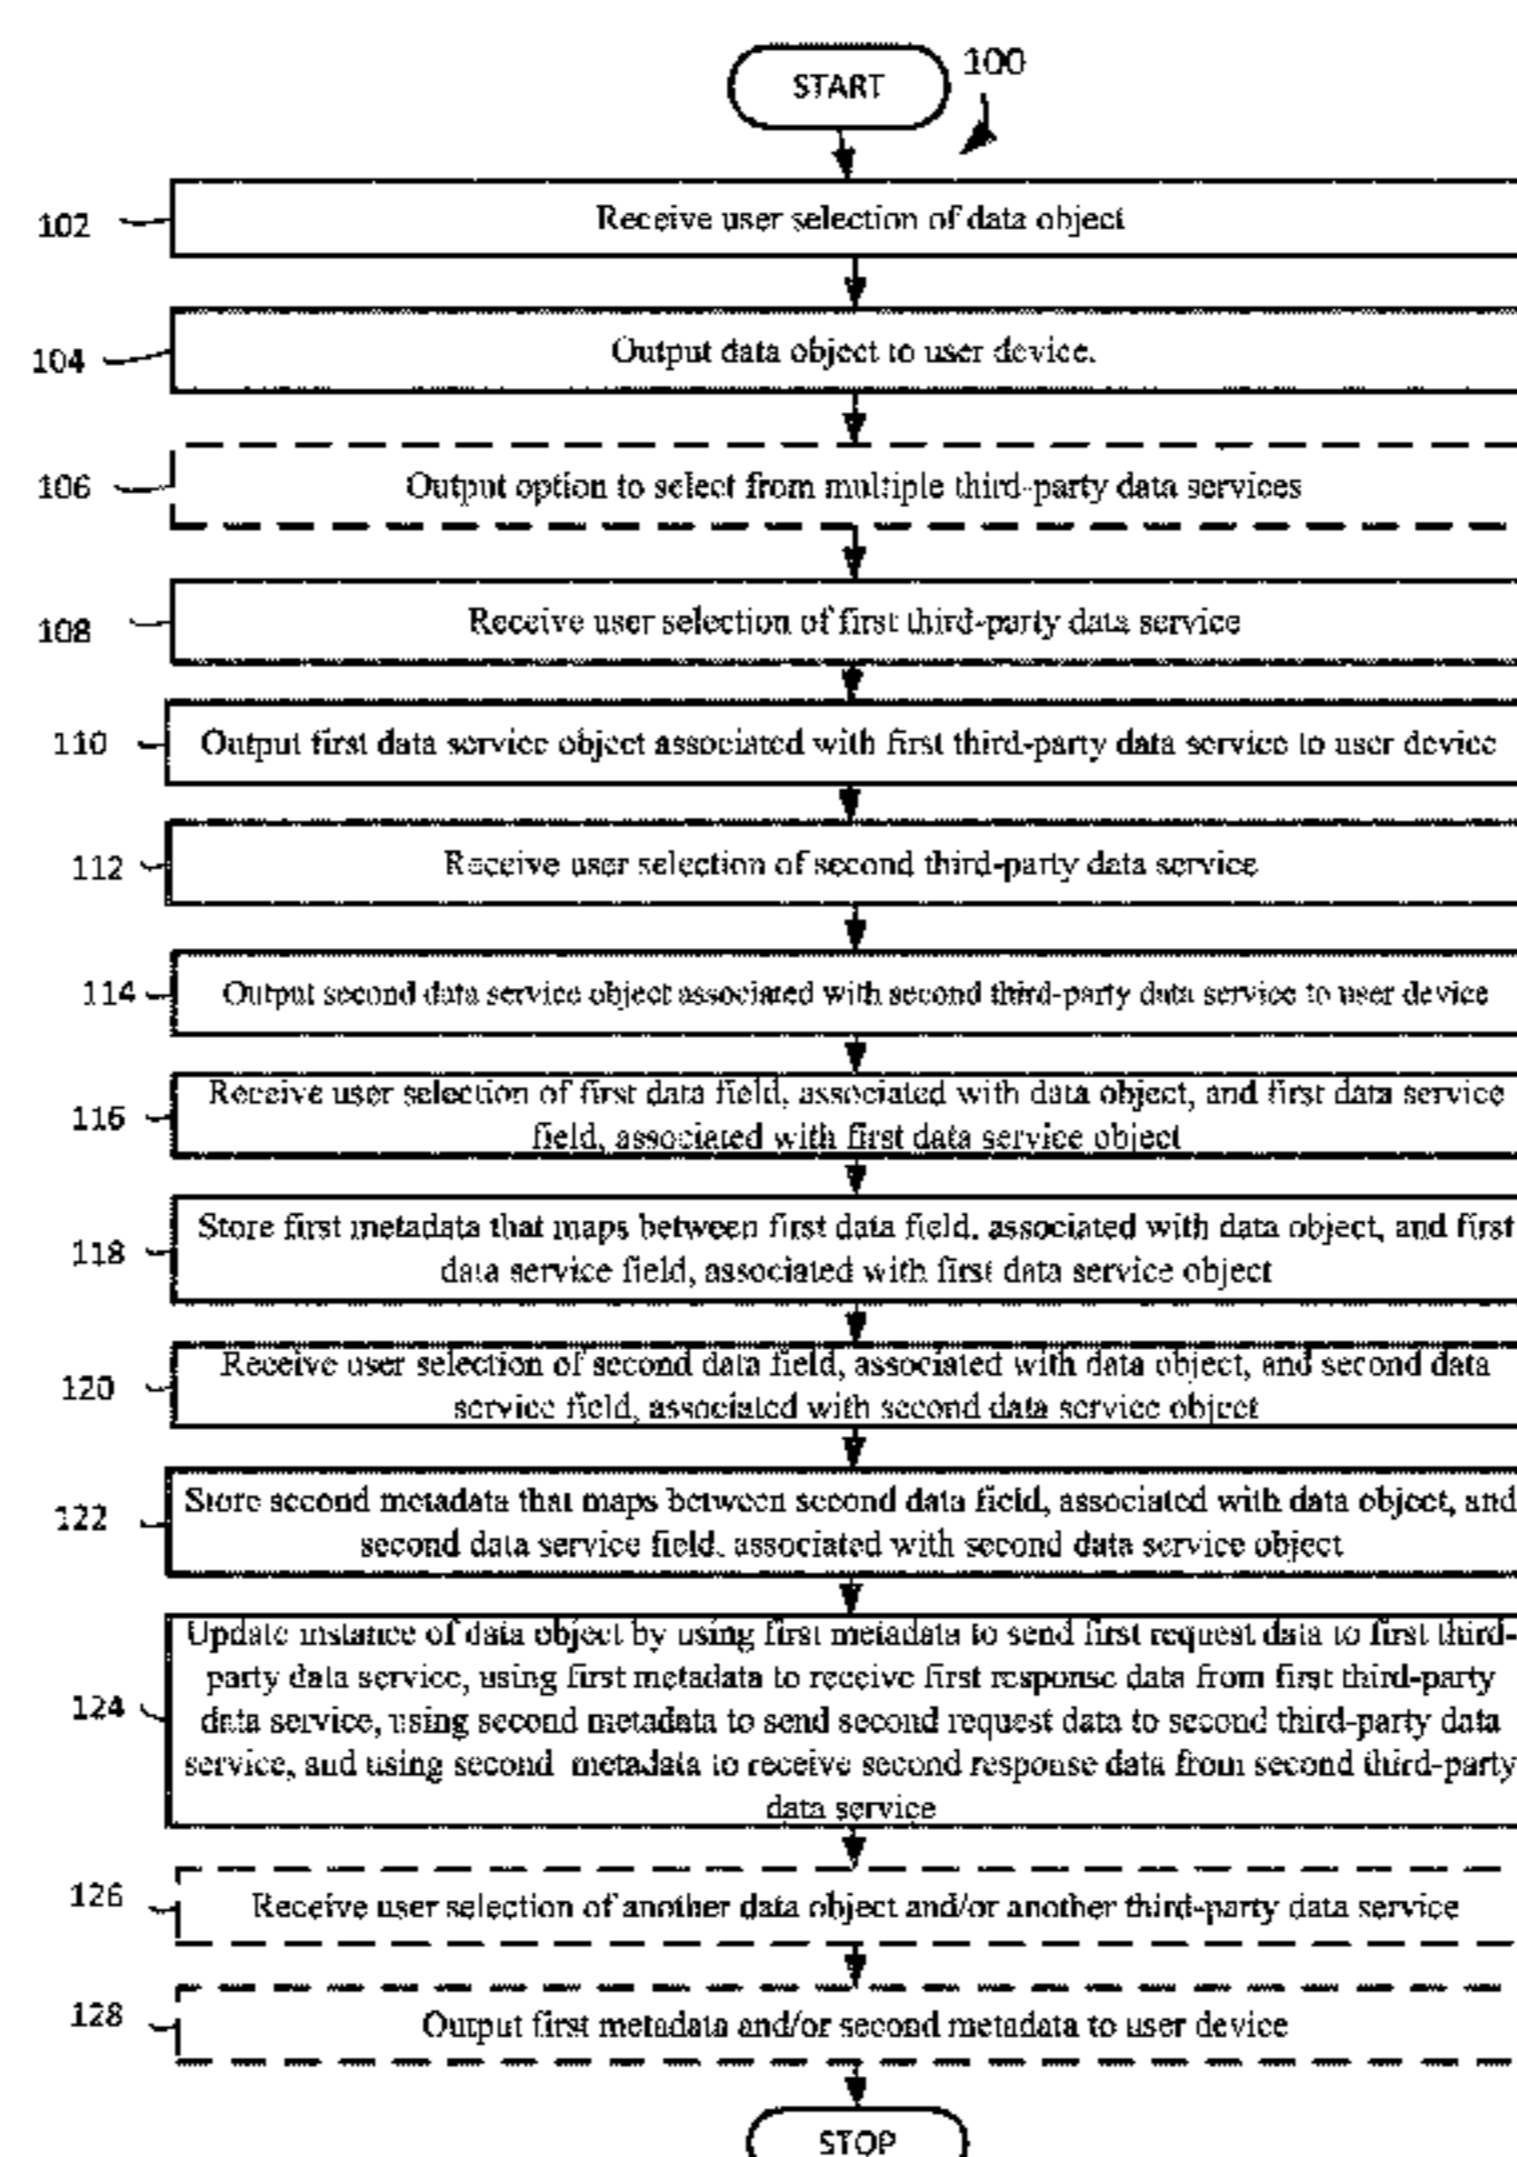 START
100
102
Receive user selection of data object
104
Output data object to user device.
106
Output option to select from multiple third-party data services
108
Receive user selection of first third-party data service
110
Output first data service object associated with first third-party data service to user device
112
Receive user selection of second third-party data service
114
Output second data service object associated with second third-party data service to user device
116
Receive user selection of first data field, associated with data object, and first data service
field, associated with first data service object
118
Store first metadata that maps between first data field, associated with data object, and first
data service field, associated with first data service object
120
Receive user selection of second data field, associated with data object, and second data
service field, associated with second data service object
122
Store second metadata that maps between second data field, associated with data object, and
second data service field, associated with second data service object
124
Update instance of data object by using first metadata to send first request data to first third-
party data service, using first metadata to receive first response data from first third-party
data service, using second metadata to send second request data to second third-party data
service, and using second metadata to receive second response data from second third-party
data service
126
Receive user selection of another data object and/or another third-party data service
128
Output first metadata and/or second metadata to user device
STOP